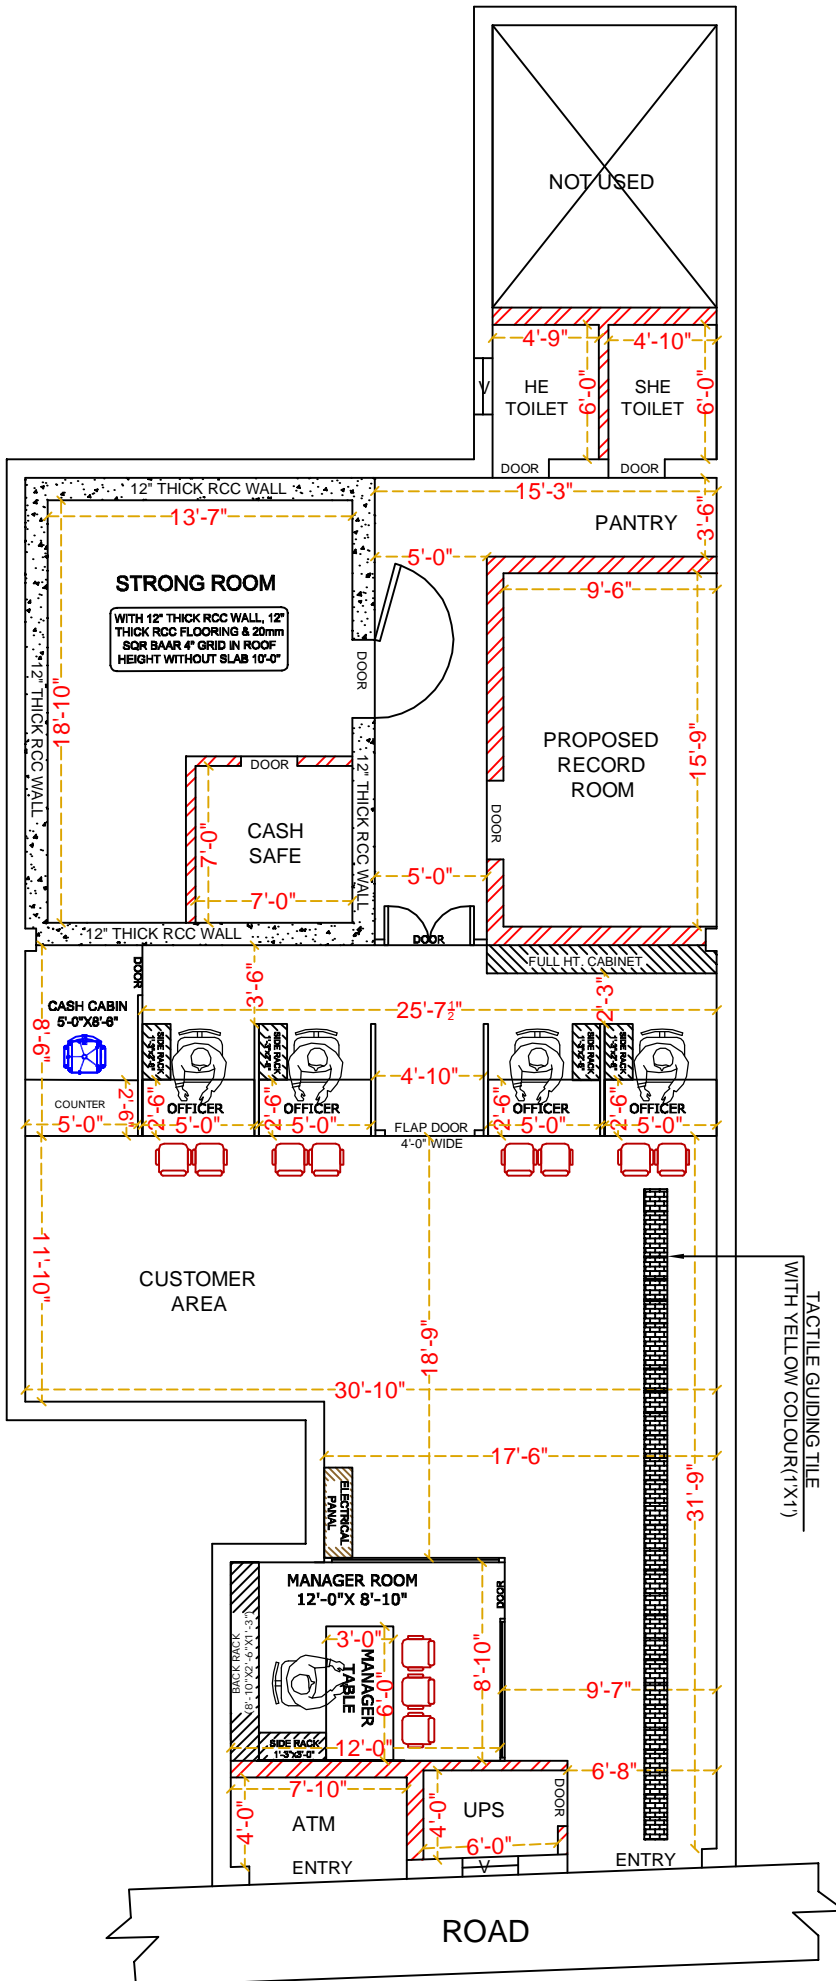 NOT USED
4'-9"
4'-10"
HE
TOILET
6'-0"
SHE
TOILET
6'-0"
V
DOOR
DOOR
12" THICK RCC WALL
15'-3"
13'-7"
PANTRY
3'-6"
5'-0"
STRONG ROOM
9'-6"
WITH 12" THICK RCC WALL, 12"
THICK RCC FLOORING & 20mm
SQR BAAR 4" GRID IN ROOF
HEIGHT WITHOUT SLAB 10'-0"
DOOR
12" THICK RCC WALL
18'-10"
PROPOSED
RECORD
ROOM
15'-9"
DOOR
12" THICK RCC WALL
CASH
SAFE
7'-0"
DOOR
5'-0"
7'-0"
12" THICK RCC WALL
DOOR
DOOR
FULL HT. CABINET
3'-6"
2'-3"
CASH CABIN
5'-0"X8'-6"
25'-7½"
8'-6"
SIDE RACK
SIDE RACK
SIDE RACK
SIDE RACK
4'-10"
COUNTER
2'-6"
2'-6"
OFFICER
2'-6"
OFFICER
2'-6"
OFFICER
2'-6"
OFFICER
5'-0"
5'-0"
5'-0"
FLAP DOOR
4'-0" WIDE
5'-0"
5'-0"
11'-10"
CUSTOMER
AREA
18'-9"
TACTILE GUIDING TILE
WITH YELLOW COLOUR(1'X1')
30'-10"
17'-6"
31'-9"
ELECTRICAL
PANAL
MANAGER ROOM
12'-0"X 8'-10"
DOOR
BACK RACK
(8'-10"X2'-6"X1'-3")
3'-0"
MANAGER
TABLE
6'-0"
8'-10"
9'-7"
SIDE RACK
1'-3"X3'-0"
12'-0"
6'-8"
7'-10"
4'-0"
ATM
4'-0"
UPS
DOOR
6'-0"
ENTRY
V
ENTRY
ROAD